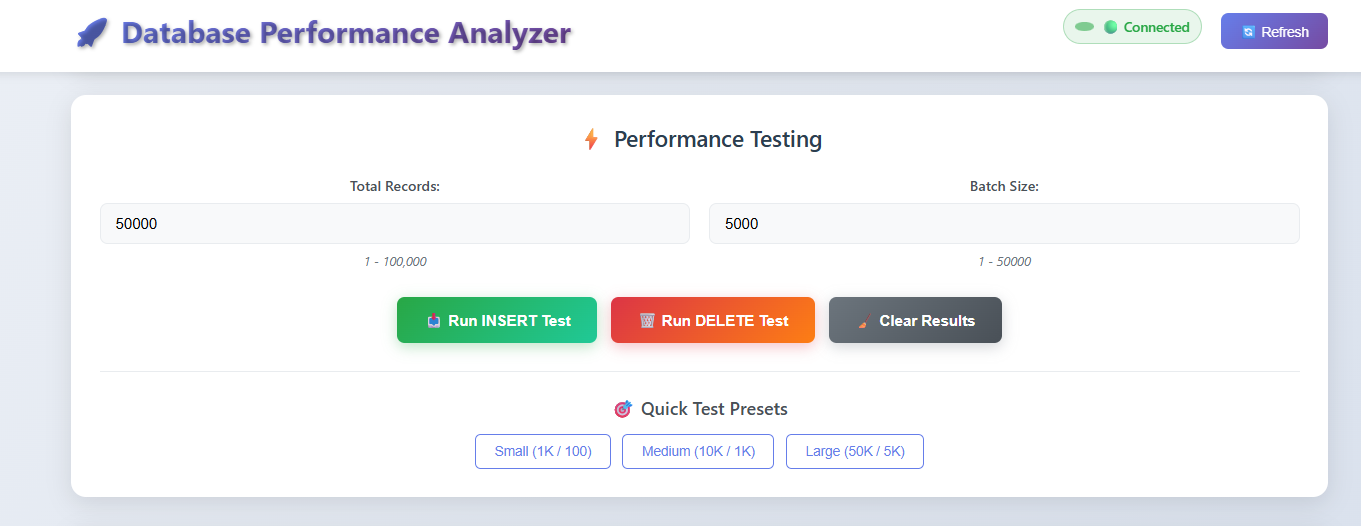 Database Performance Analyzer
Connected
Refresh
Performance Testing
Total Records:
Batch Size:
50000
5000
1 - 100,000
1 - 50000
Run INSERT Test
Run DELETE Test
Clear Results
Quick Test Presets
Small (1K / 100)
Medium (10K / 1K)
Large (50K / 5K)